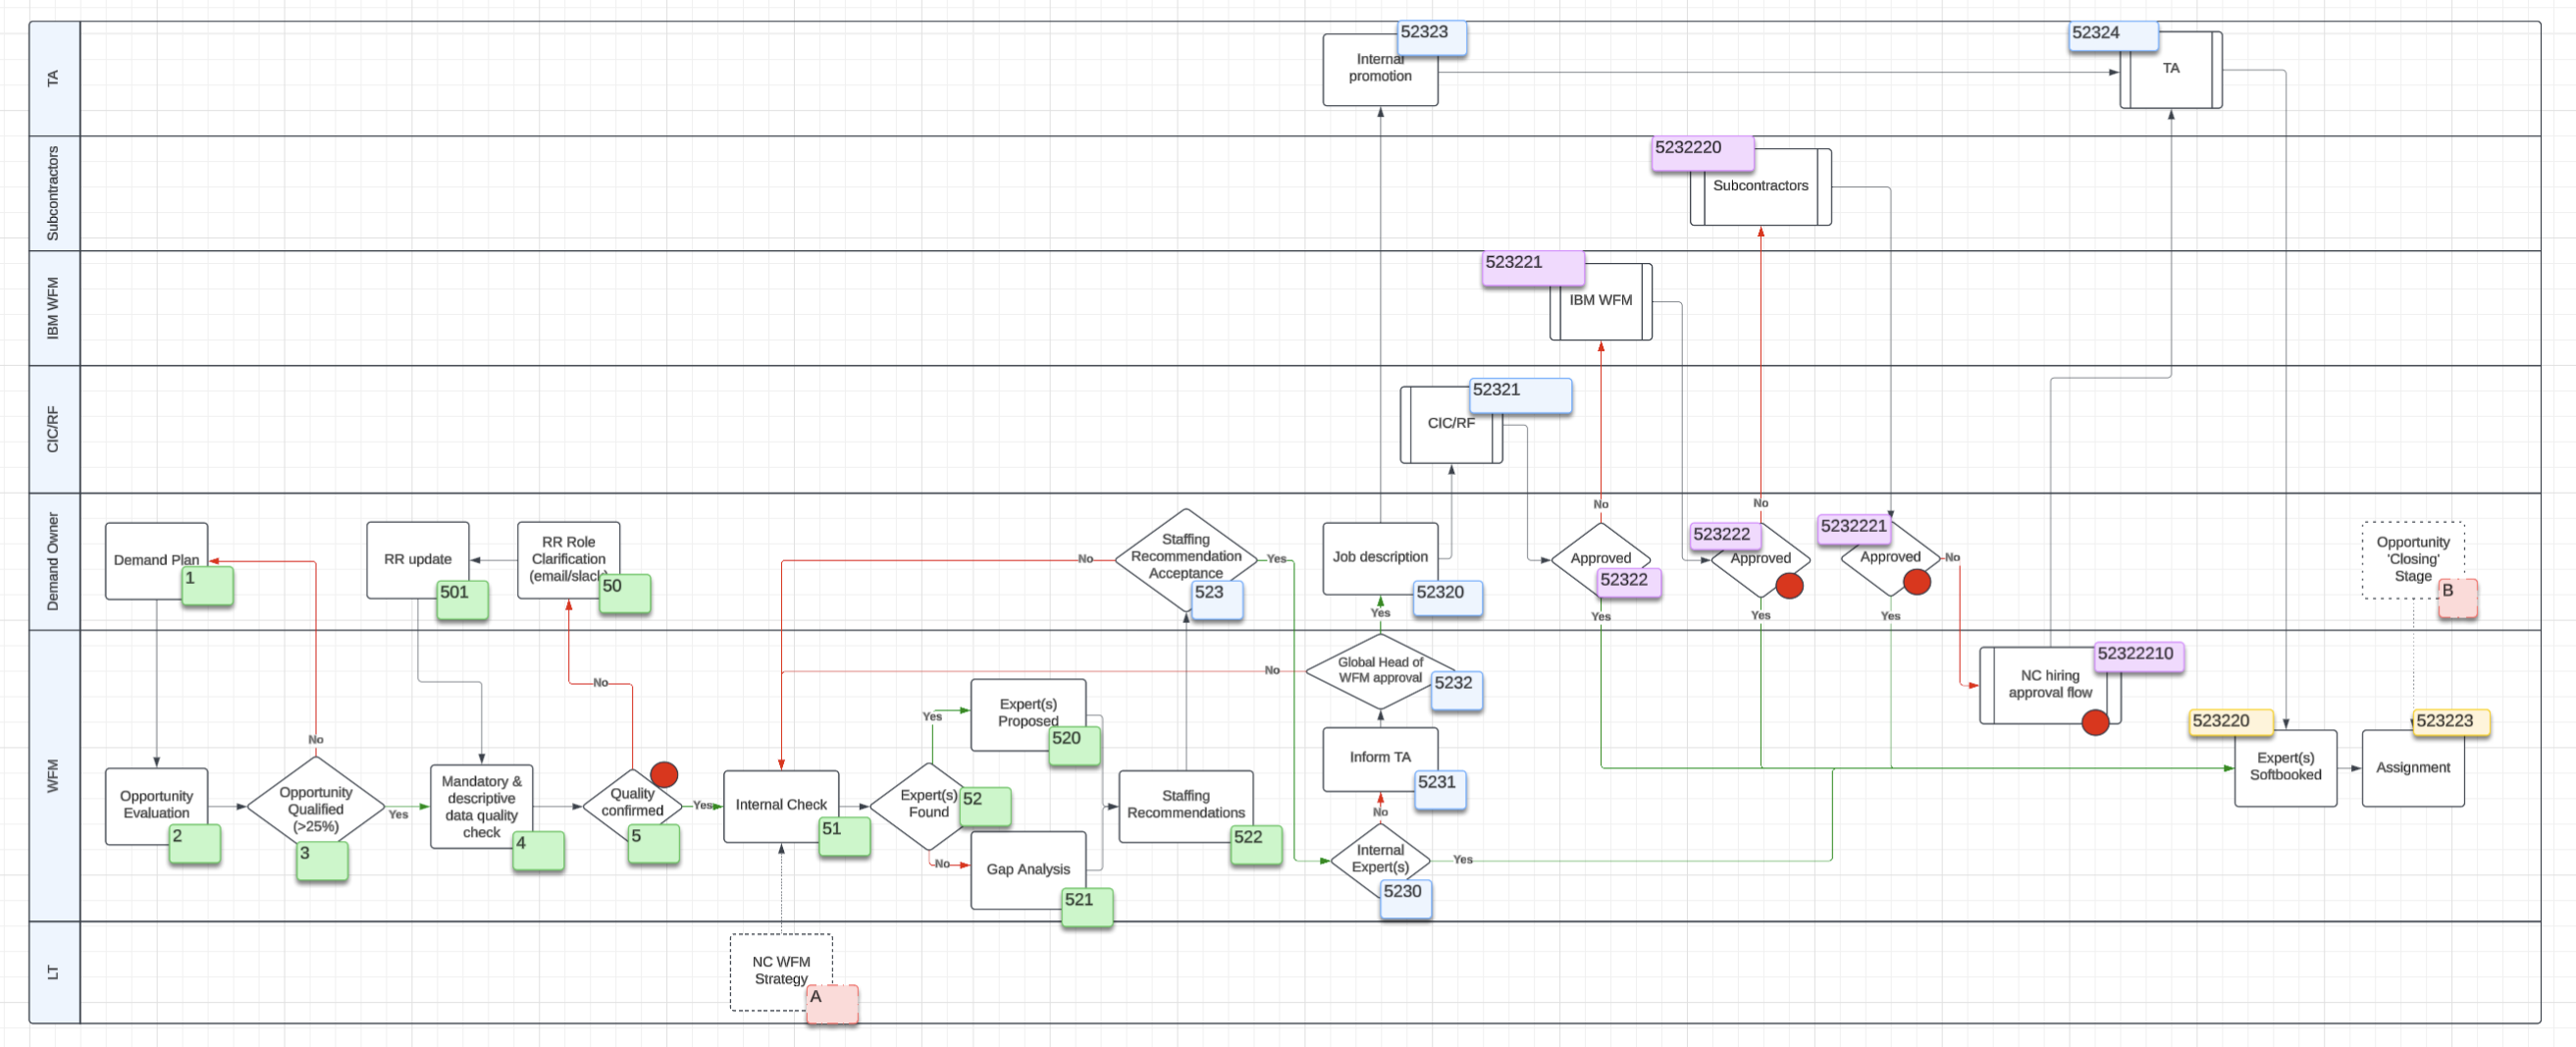 TA
52323
Internal
promotion
52324
TA
Subcontractors
5232220
Subcontractors
IBM WFM
523221
IBM WFM
CIC/RF
52321
CIC/RF
Demand Owner
Demand Plan
1
RR update
501
RR Role
Clarification
(email/slack)
50
No
Staffing
Recommendation
Acceptance
523
Yes
Job description
52320
Yes
No
Approved
52322
Yes
No
523222
Approved
Yes
5232221
Approved
No
Yes
Opportunity
'Closing'
Stage
B
WFM
Opportunity
Evaluation
2
No
Opportunity
Qualified
(>25%)
3
Yes
Mandatory &
descriptive
data quality
check
4
No
Quality
confirmed
5
Yes
Internal Check
51
Expert(s)
Found
52
Yes
Expert(s)
Proposed
520
No
Gap Analysis
521
Staffing
Recommendations
522
No
Global Head of
WFM approval
5232
Inform TA
5231
No
Internal
Expert(s)
5230
Yes
NC hiring
approval flow
52322210
523220
Expert(s)
Softbooked
523223
Assignment
LT
NC WFM
Strategy
A